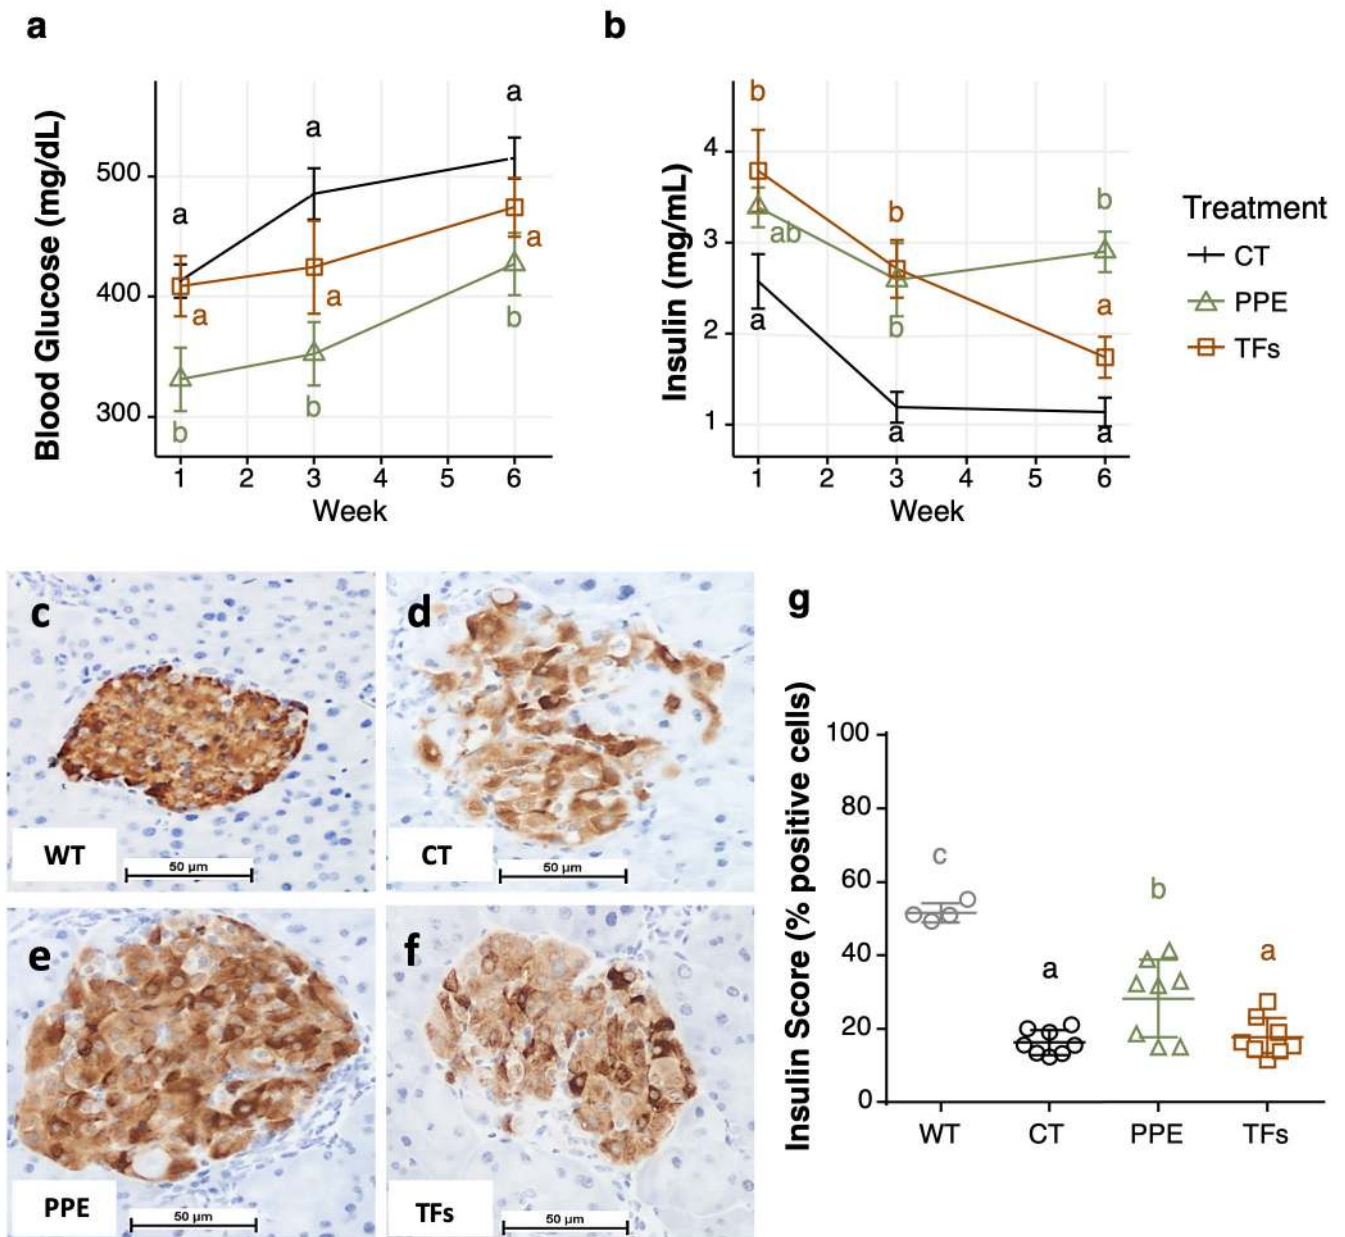 a
b
Blood Glucose (mg/dL)
500
400
300
a
a
a
a
a
a
b
b
b
1 2 3 4 5 6
Week
Insulin (mg/mL)
4
3
2
1
b
ab
a
b
b
a
b
a
a
1 2 3 4 5 6
Week
Treatment
CT
PPE
TFs
c
WT
50 µm
d
CT
50 µm
e
PPE
50 µm
f
TFs
50 µm
g
Insulin Score (% positive cells)
100
80
60
40
20
0
c
a
b
a
WT CT PPE TFs